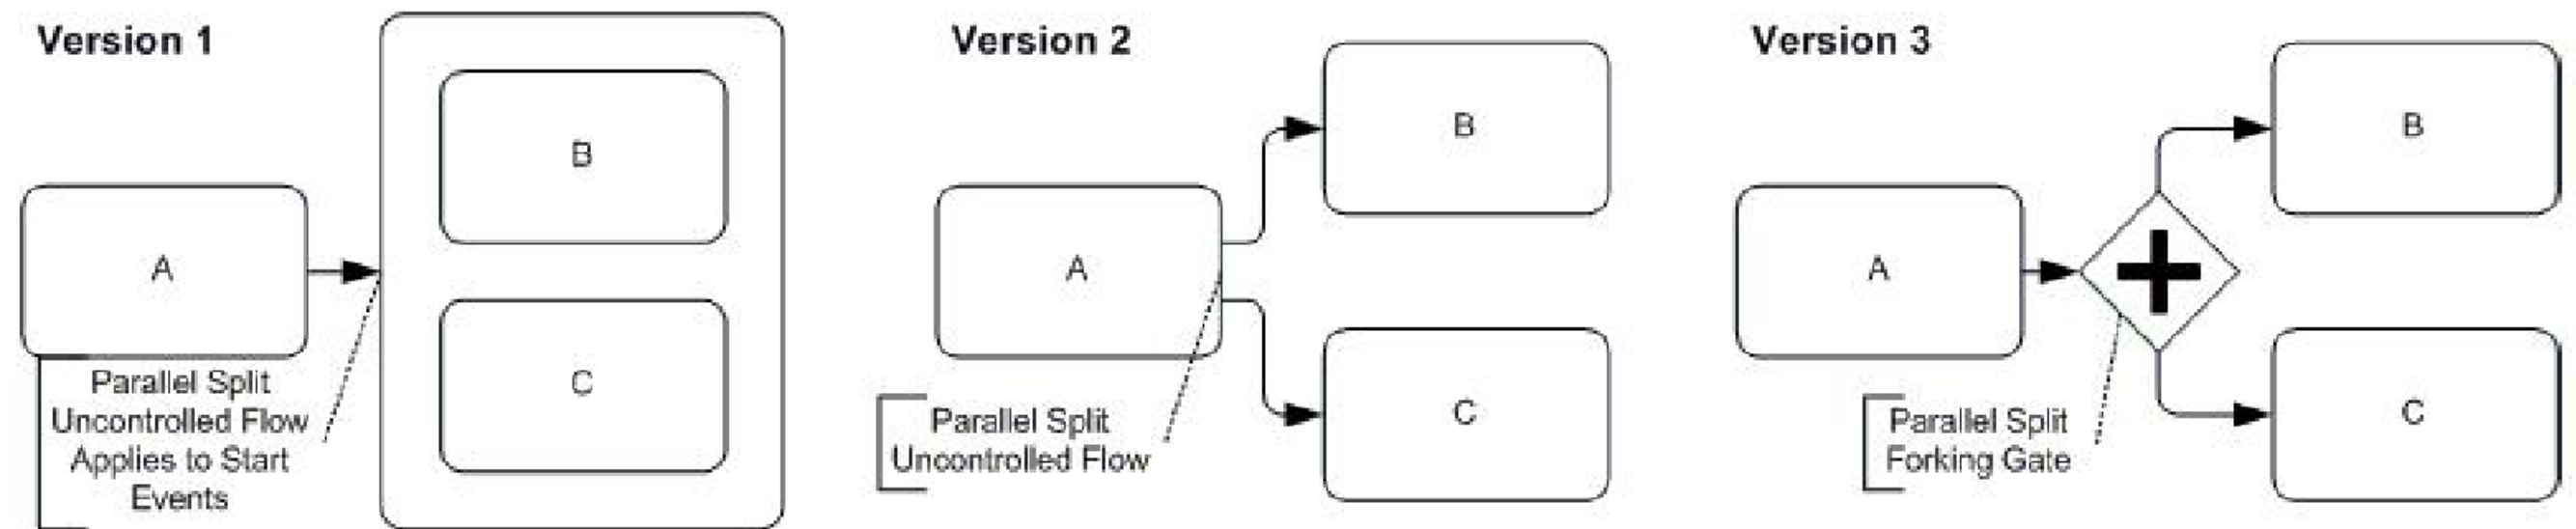 Version 1
A
B
C
Parallel Split
Uncontrolled Flow
Applies to Start
Events
Version 2
A
B
C
Parallel Split
Uncontrolled Flow
Version 3
A
B
C
Parallel Split
Forking Gate